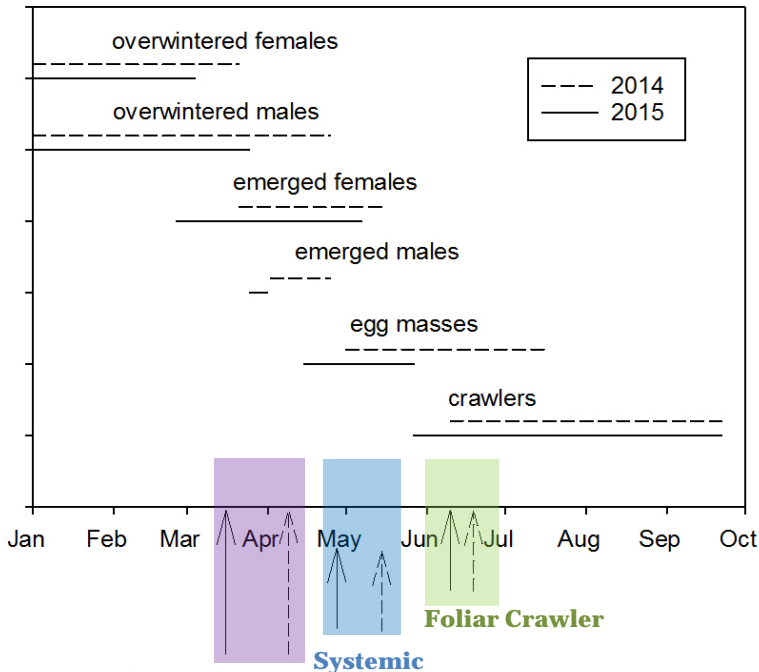 overwintered females
2014
2015
overwintered males
emerged females
emerged males
egg masses
crawlers
Jan Feb Mar Apr May Jun Jul Aug Sep Oct
Foliar Crawler
Systemic